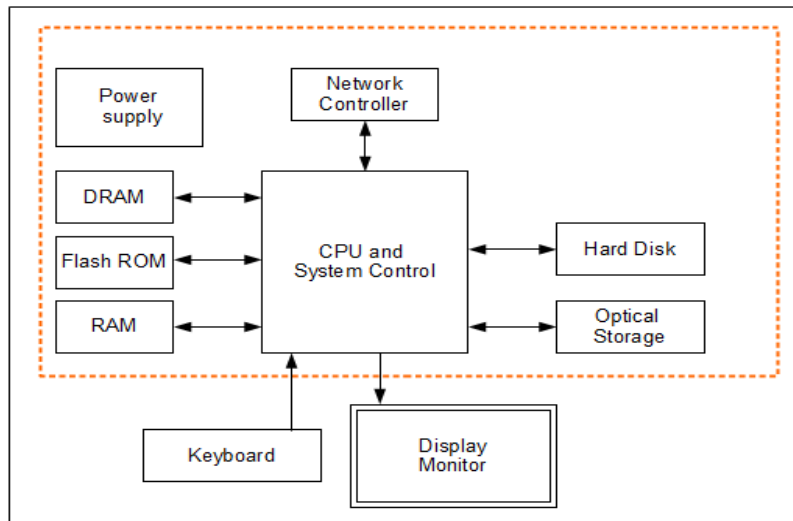 Power
supply
Network
Controller
DRAM
Flash ROM
RAM
CPU and
System Control
Hard Disk
Optical
Storage
Keyboard
Display
Monitor